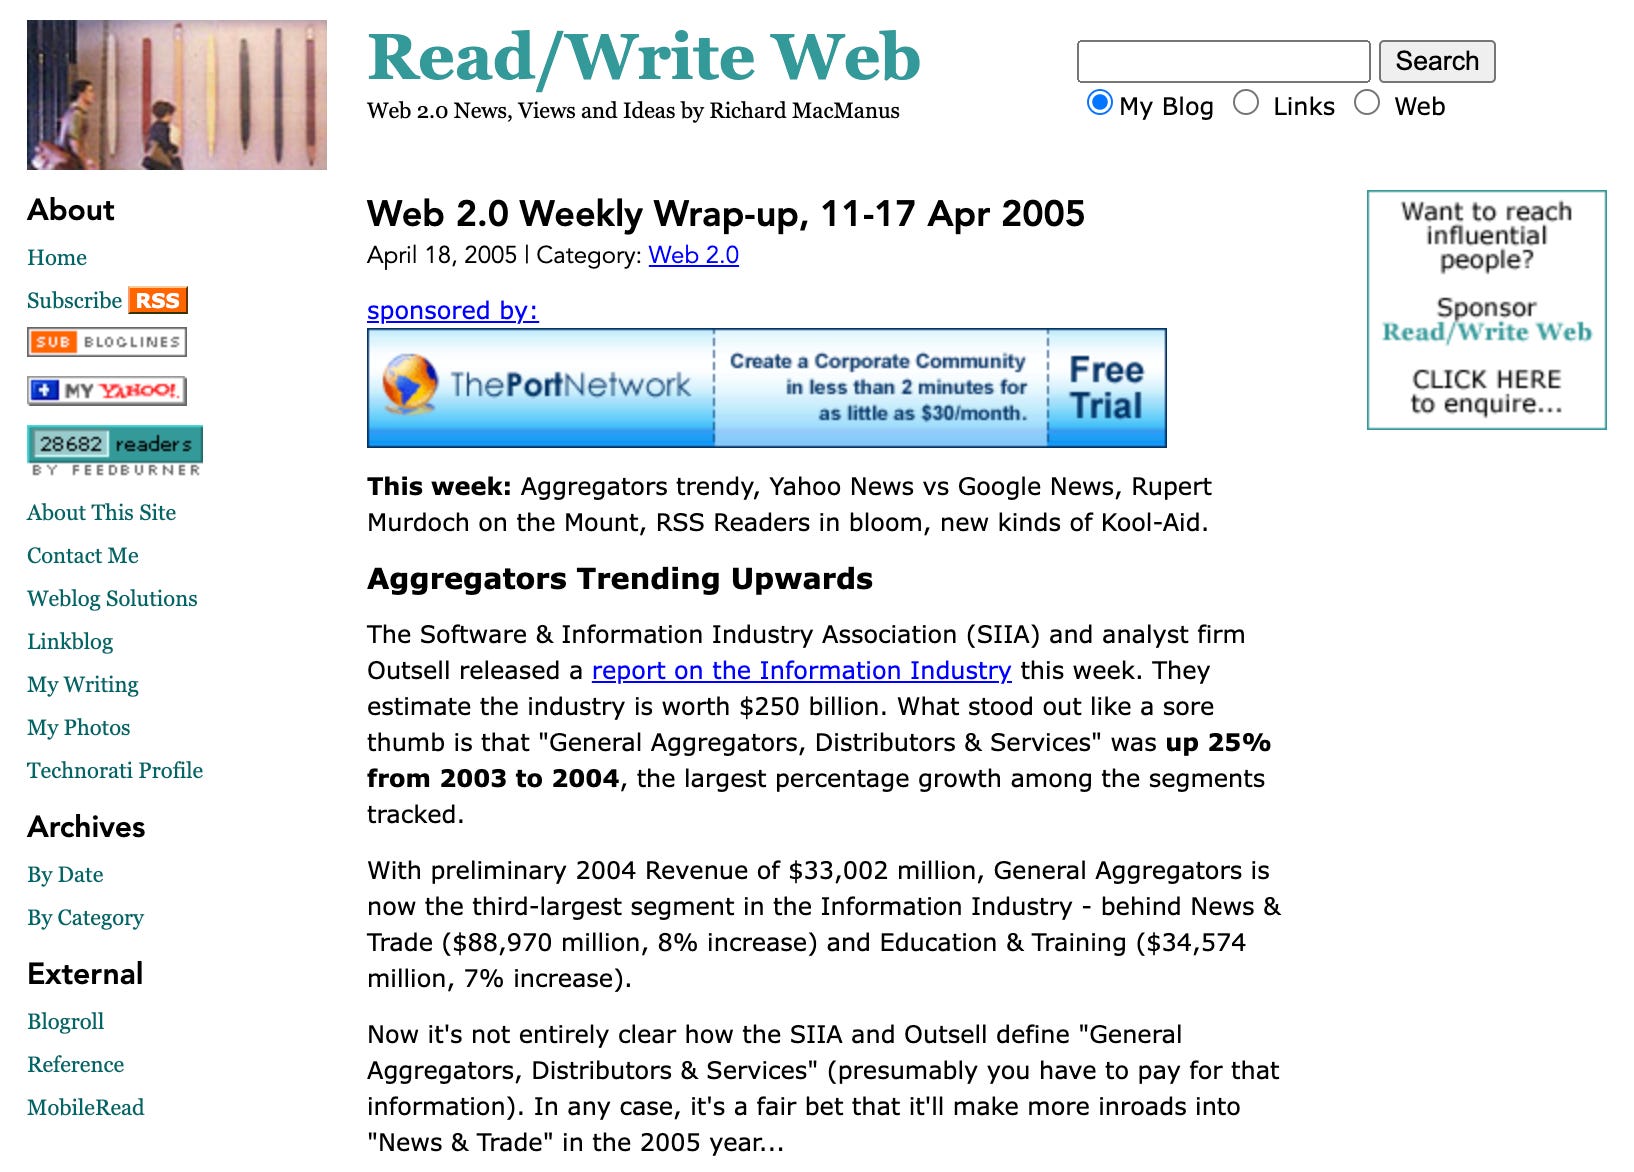 Read/Write Web
Web 2.0 News, Views and Ideas by Richard MacManus
Search
My Blog Links Web
About
Home
Subscribe RSS
SUB BLOGLINES
+ MY YAHOO!
28682 readers
BY FEEDBURNER
About This Site
Contact Me
Weblog Solutions
Linkblog
My Writing
My Photos
Technorati Profile
Archives
By Date
By Category
External
Blogroll
Reference
MobileRead
Web 2.0 Weekly Wrap-up, 11-17 Apr 2005
April 18, 2005 | Category: Web 2.0
sponsored by:
ThePortNetwork
Create a Corporate Community
in less than 2 minutes for
as little as $30/month.
Free
Trial
This week: Aggregators trendy, Yahoo News vs Google News, Rupert
Murdoch on the Mount, RSS Readers in bloom, new kinds of Kool-Aid.
Aggregators Trending Upwards
The Software & Information Industry Association (SIIA) and analyst firm
Outsell released a report on the Information Industry this week. They
estimate the industry is worth $250 billion. What stood out like a sore
thumb is that "General Aggregators, Distributors & Services" was up 25%
from 2003 to 2004, the largest percentage growth among the segments
tracked.
With preliminary 2004 Revenue of $33,002 million, General Aggregators is
now the third-largest segment in the Information Industry - behind News &
Trade ($88,970 million, 8% increase) and Education & Training ($34,574
million, 7% increase).
Now it's not entirely clear how the SIIA and Outsell define "General
Aggregators, Distributors & Services" (presumably you have to pay for that
information). In any case, it's a fair bet that it'll make more inroads into
"News & Trade" in the 2005 year...
Want to reach
influential
people?
Sponsor
Read/Write Web
CLICK HERE
to enquire...